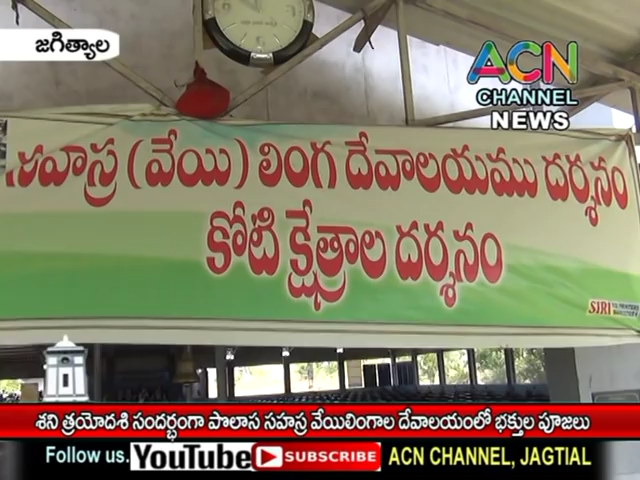 జగిత్యాల
ACN
CHANNEL
NEWS
సహస్ర (వేయి) లింగ దేవాలయము దర్శనం
కోటి క్షేత్రాల దర్శనం
SIRI
శని త్రయోదశి సందర్భంగా పొలాస సహస్ర వేయిలింగాల దేవాలయంలో భక్తుల పూజలు
Follow us. YouTube SUBSCRIBE ACN CHANNEL, JAGTIAL